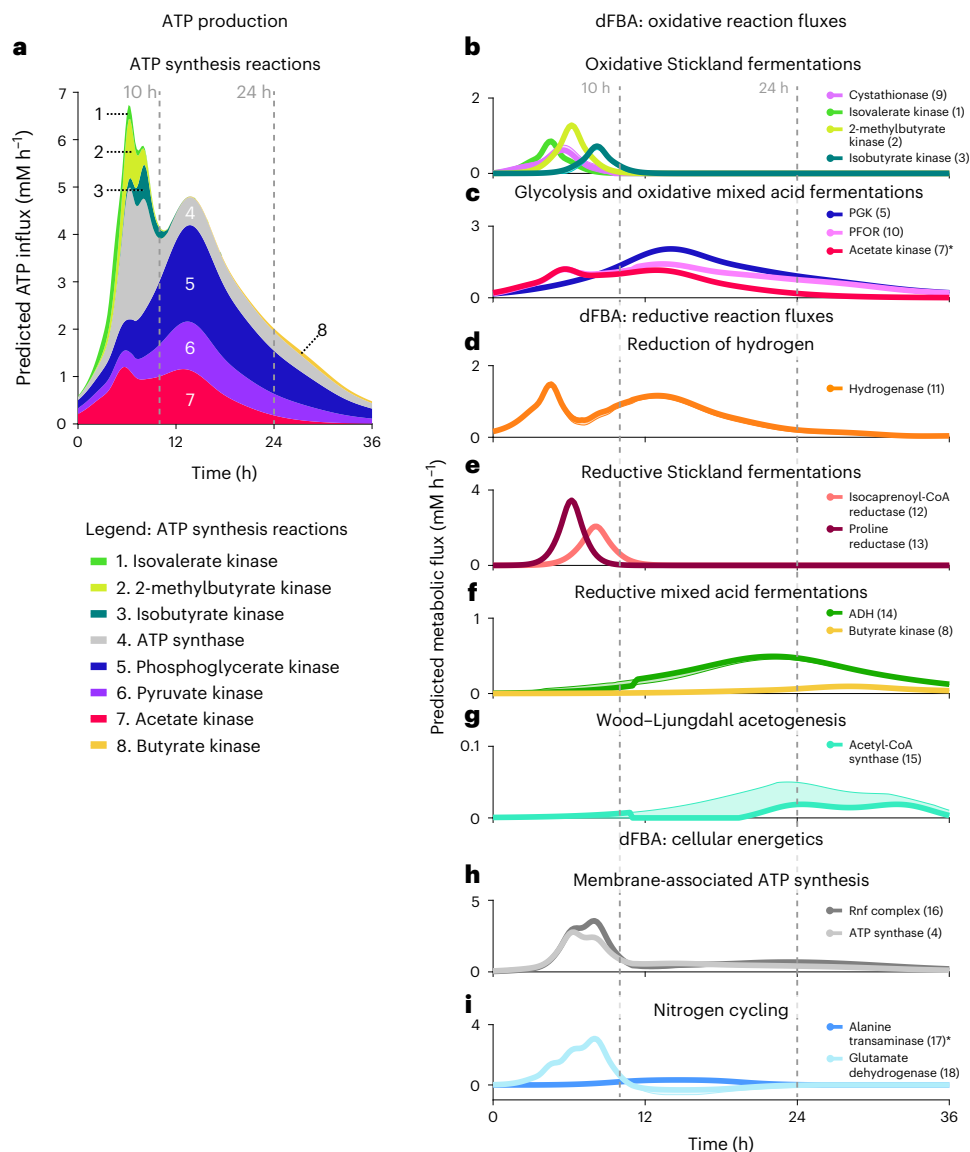 ATP production
a
ATP synthesis reactions
10 h
24 h
Predicted ATP influx (mM h⁻¹)
7
6
5
4
3
2
1
0
1
2
3
4
5
6
7
8
0
12
24
36
Time (h)
Legend: ATP synthesis reactions
1. Isovalerate kinase
2. 2-methylbutyrate kinase
3. Isobutyrate kinase
4. ATP synthase
5. Phosphoglycerate kinase
6. Pyruvate kinase
7. Acetate kinase
8. Butyrate kinase
dFBA: oxidative reaction fluxes
b
Oxidative Stickland fermentations
10 h
24 h
2
0
Cystathionase (9)
Isovalerate kinase (1)
2-methylbutyrate
kinase (2)
Isobutyrate kinase (3)
c
Glycolysis and oxidative mixed acid fermentations
3
0
PGK (5)
PFOR (10)
Acetate kinase (7)*
dFBA: reductive reaction fluxes
d
Reduction of hydrogen
2
0
Hydrogenase (11)
Predicted metabolic flux (mM h⁻¹)
e
Reductive Stickland fermentations
4
0
Isocaprenoyl-CoA
reductase (12)
Proline
reductase (13)
f
Reductive mixed acid fermentations
1
0
ADH (14)
Butyrate kinase (8)
g
Wood–Ljungdahl acetogenesis
0.1
0
Acetyl-CoA
synthase (15)
dFBA: cellular energetics
h
Membrane-associated ATP synthesis
5
0
Rnf complex (16)
ATP synthase (4)
i
Nitrogen cycling
4
0
Alanine
transaminase (17)*
Glutamate
dehydrogenase (18)
0
12
24
36
Time (h)